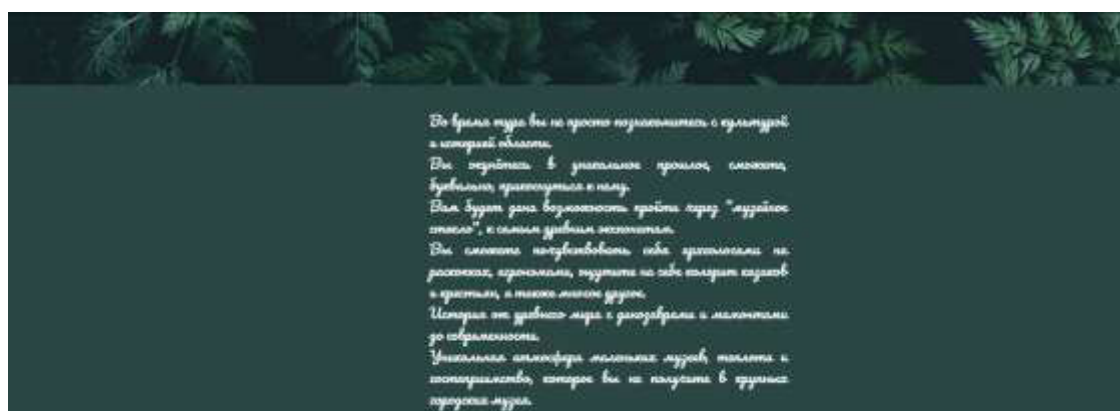 Во время тура вы не просто познакомитесь с культурой
и историей области.
Вы окунётесь в уникальное прошлое, сможете,
буквально, прикоснуться к нему.
Вам будет дана возможность пройти через "музейное
стекло", к самым древним экспонатам.
Вы сможете почувствовать себя археологами на
раскопках, агрономами, ощутите на себе колорит казаков
и крестьян, а также многое другое.
История от древнего мира с динозаврами и мамонтами
до современности.
Уникальная атмосфера маленьких музеев, теплота и
гостеприимство, которое вы не получите в крупных
городских музеях.